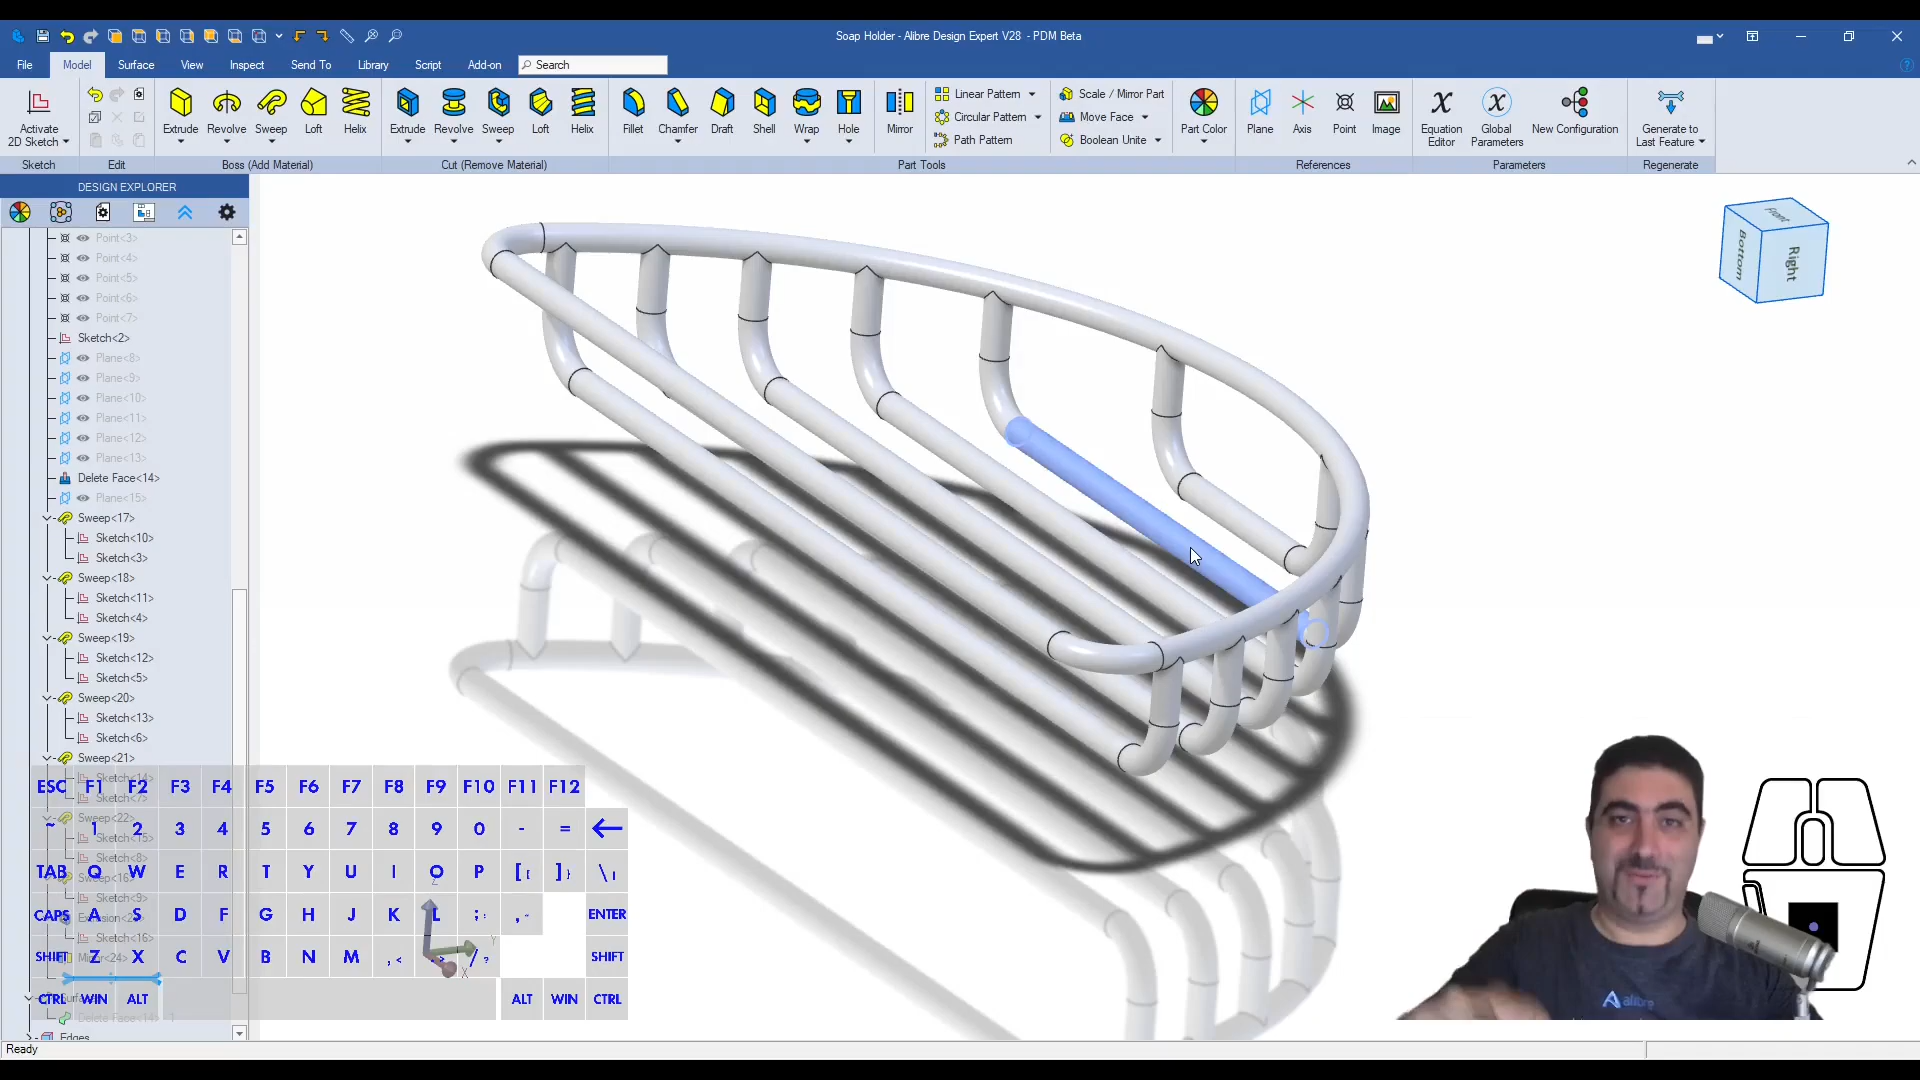 Soap Holder - Alibre Design Expert V28 - PDM Beta
File Model Surface View Inspect Send To Library Script Add-on Search
Activate
2D Sketch
Extrude Revolve Sweep Loft Helix
Extrude Revolve Sweep Loft Helix
Fillet Chamfer Draft Shell Wrap Hole
Mirror
Linear Pattern
Circular Pattern
Path Pattern
Scale / Mirror Part
Move Face
Boolean Unite
Part Color
Plane Axis Point Image
Equation
Editor
Global
Parameters
New Configuration
Generate to
Last Feature
Sketch Edit Boss (Add Material) Cut (Remove Material) Part Tools References Parameters Regenerate
DESIGN EXPLORER
Point<3>
Point<4>
Point<5>
Point<6>
Point<7>
Sketch<2>
Plane<8>
Plane<9>
Plane<10>
Plane<11>
Plane<12>
Plane<13>
Delete Face<14>
Plane<15>
Sweep<17>
Sketch<10>
Sketch<3>
Sweep<18>
Sketch<11>
Sketch<4>
Sweep<19>
Sketch<12>
Sketch<5>
Sweep<20>
Sketch<13>
Sketch<6>
Sweep<21>
Sketch<14>
Sketch<7>
Sweep<22>
Sketch<15>
Sketch<8>
Sweep<16>
Sketch<9>
Sketch<16>
Mirror<24>
Edges
Front
Bottom
Right
ESC F1 F2 F3 F4 F5 F6 F7 F8 F9 F10 F11 F12
~ 1 2 3 4 5 6 7 8 9 0 - =
TAB Q W E R T Y U I O P [ { ] } \ |
CAPS A S D F G H J K L ; : ENTER
SHIFT Z X C V B N M , < / ? SHIFT
CTRL WIN ALT ALT WIN CTRL
Z
Y
X
alibre
Ready